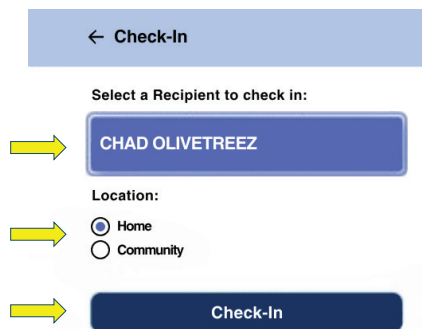 ← Check-In
Select a Recipient to check in:
CHAD OLIVETREEZ
Location:
Home
Community
Check-In